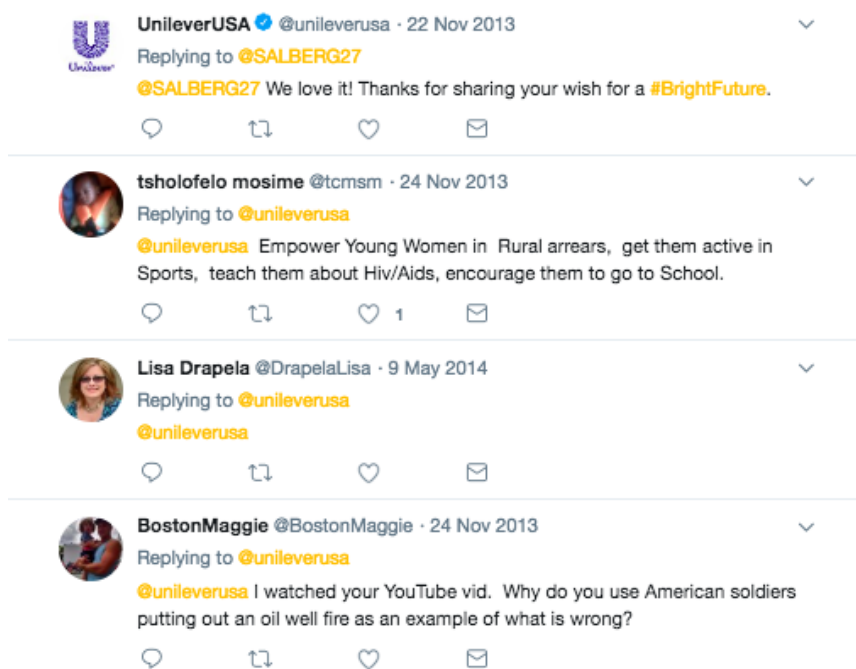 UnileverUSA @unileverusa · 22 Nov 2013
Unilever
Replying to @SALBERG27
@SALBERG27 We love it! Thanks for sharing your wish for a #BrightFuture.
tsholofelo mosime @tcmsm · 24 Nov 2013
Replying to @unileverusa
@unileverusa Empower Young Women in Rural arrears, get them active in
Sports, teach them about Hiv/Aids, encourage them to go to School.
1
Lisa Drapela @DrapelaLisa · 9 May 2014
Replying to @unileverusa
@unileverusa
BostonMaggie @BostonMaggie · 24 Nov 2013
Replying to @unileverusa
@unileverusa I watched your YouTube vid. Why do you use American soldiers
putting out an oil well fire as an example of what is wrong?